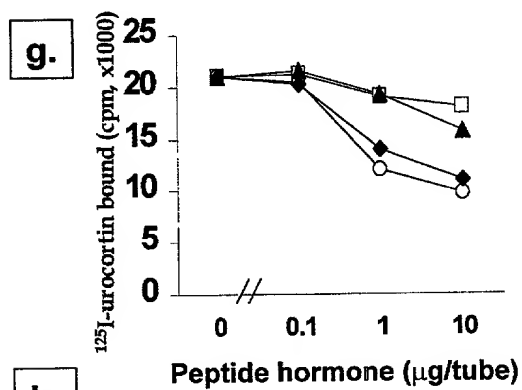 g.
¹²⁵I-urocortin bound (cpm, x1000)
25
20
15
10
5
0
0 0.1 1 10
Peptide hormone (µg/tube)